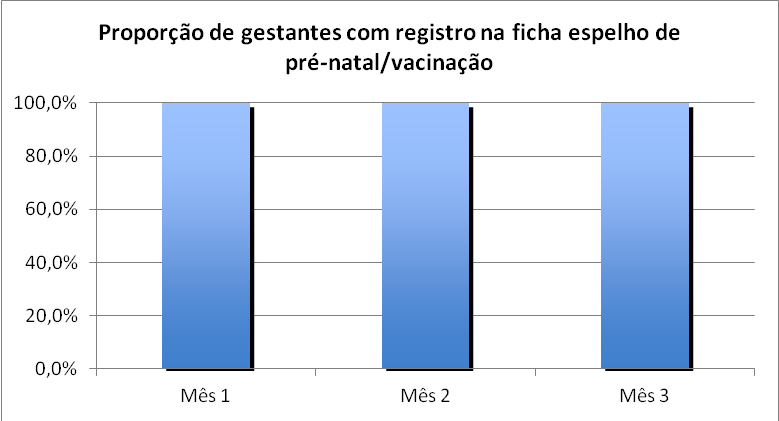 Proporção de gestantes com registro na ficha espelho de
pré-natal/vacinação
100,0%
80,0%
60,0%
40,0%
20,0%
0,0%
Mês 1
Mês 2
Mês 3